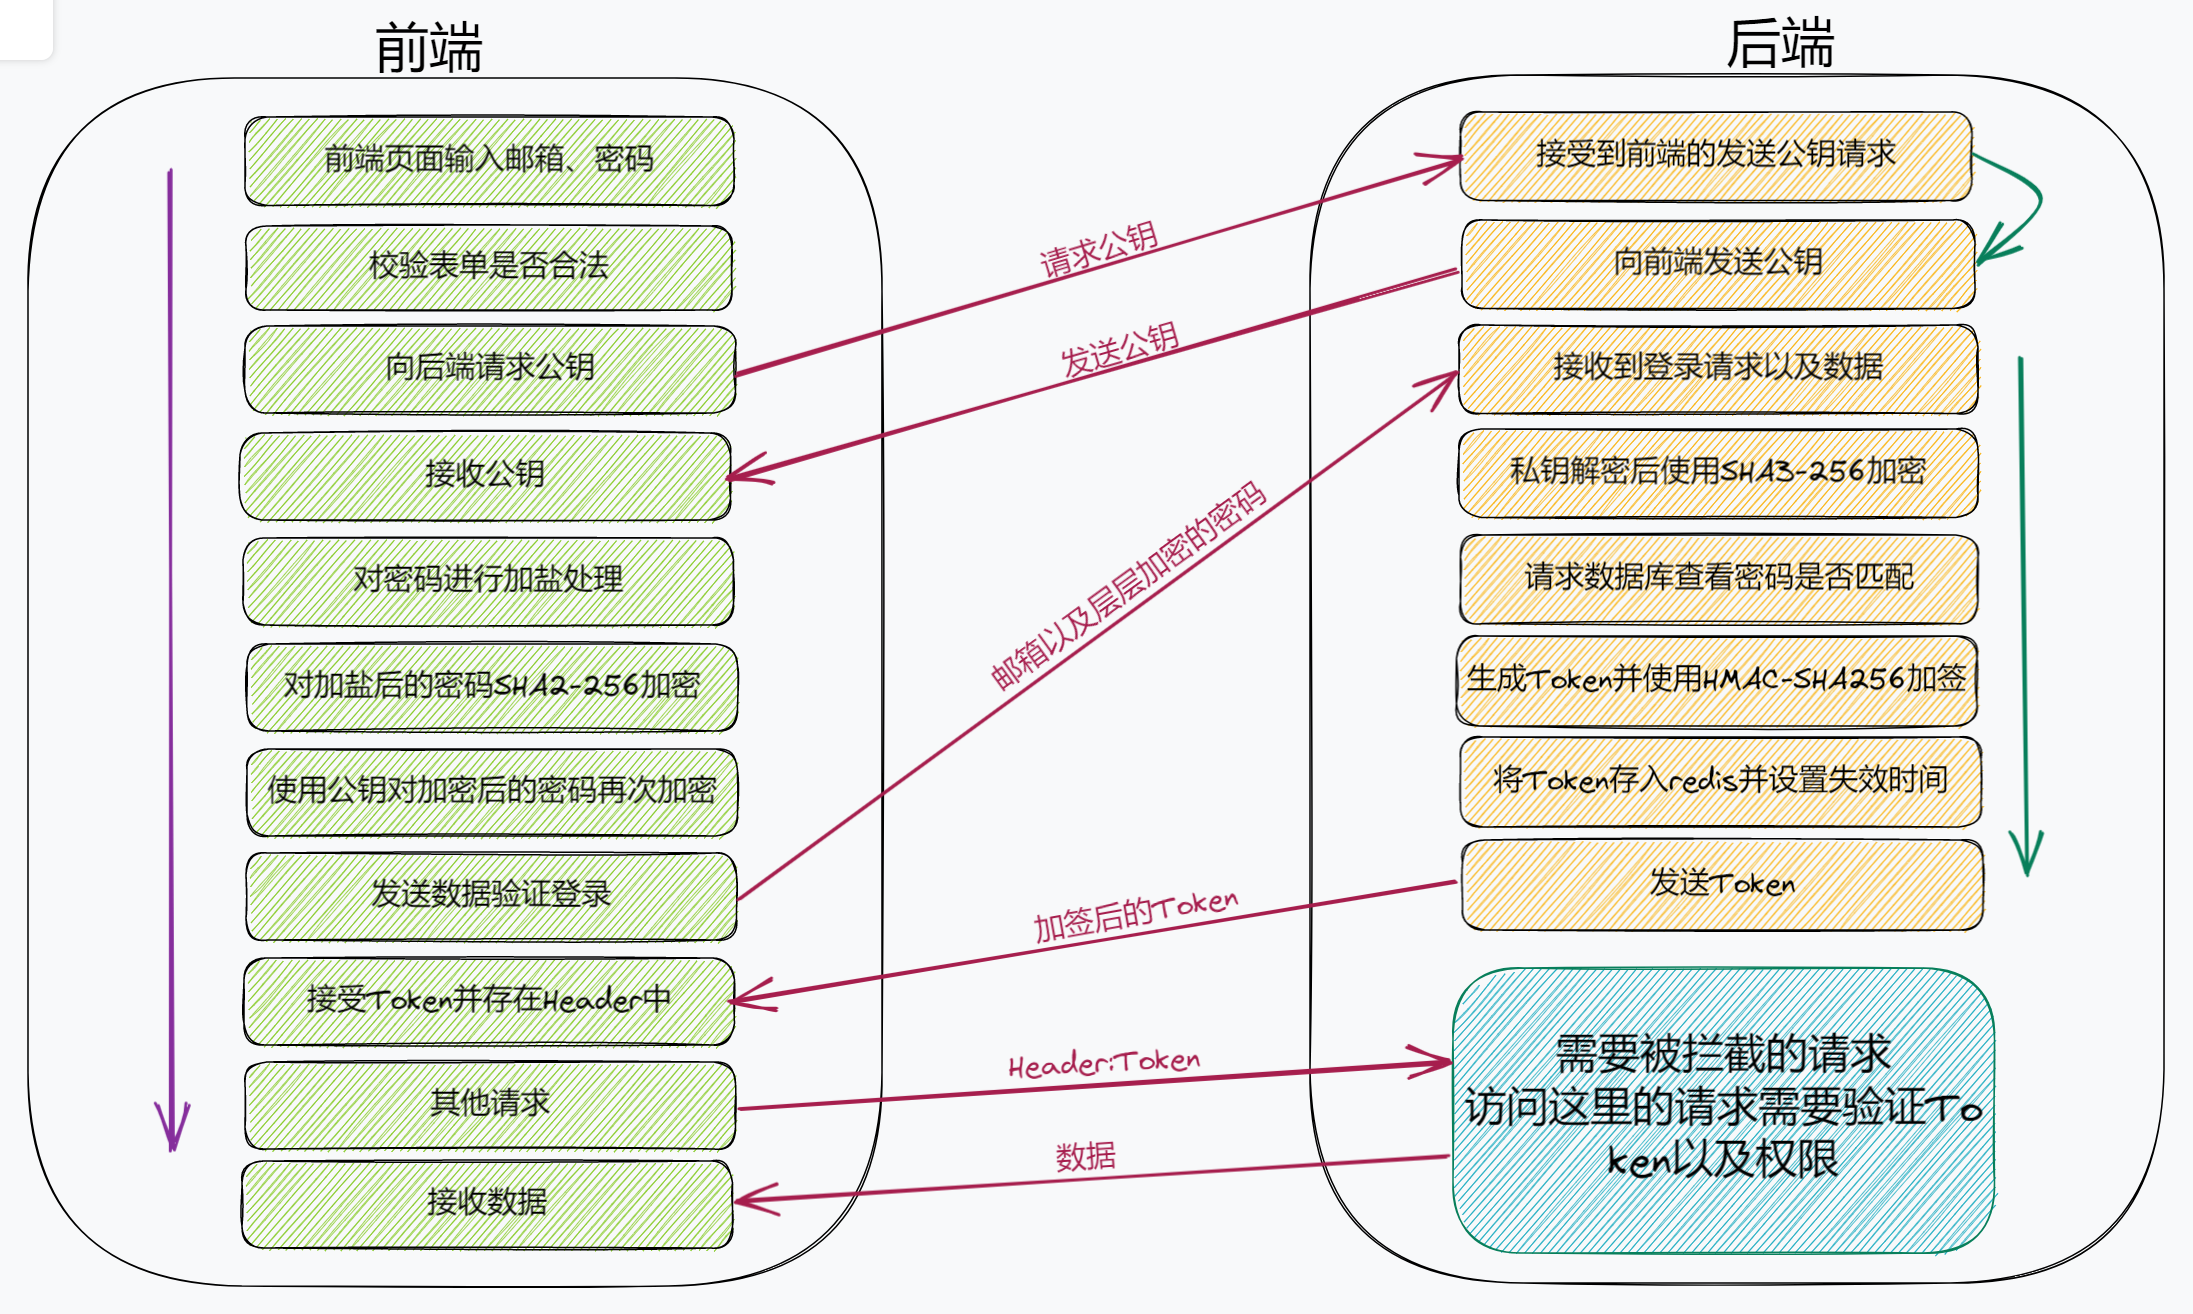 前端
前端页面输入邮箱、密码
校验表单是否合法
向后端请求公钥
接收公钥
对密码进行加盐处理
对加盐后的密码SHA2-256加密
使用公钥对加密后的密码再次加密
发送数据验证登录
接受Token并存在Header中
其他请求
接收数据
请求公钥
发送公钥
邮箱以及层层加密的密码
加签后的Token
Header:Token
数据
后端
接受到前端的发送公钥请求
向前端发送公钥
接收到登录请求以及数据
私钥解密后使用SHA3-256加密
请求数据库查看密码是否匹配
生成Token并使用HMAC-SHA256加签
将Token存入redis并设置失效时间
发送Token
需要被拦截的请求
访问这里的请求需要验证To
ken以及权限